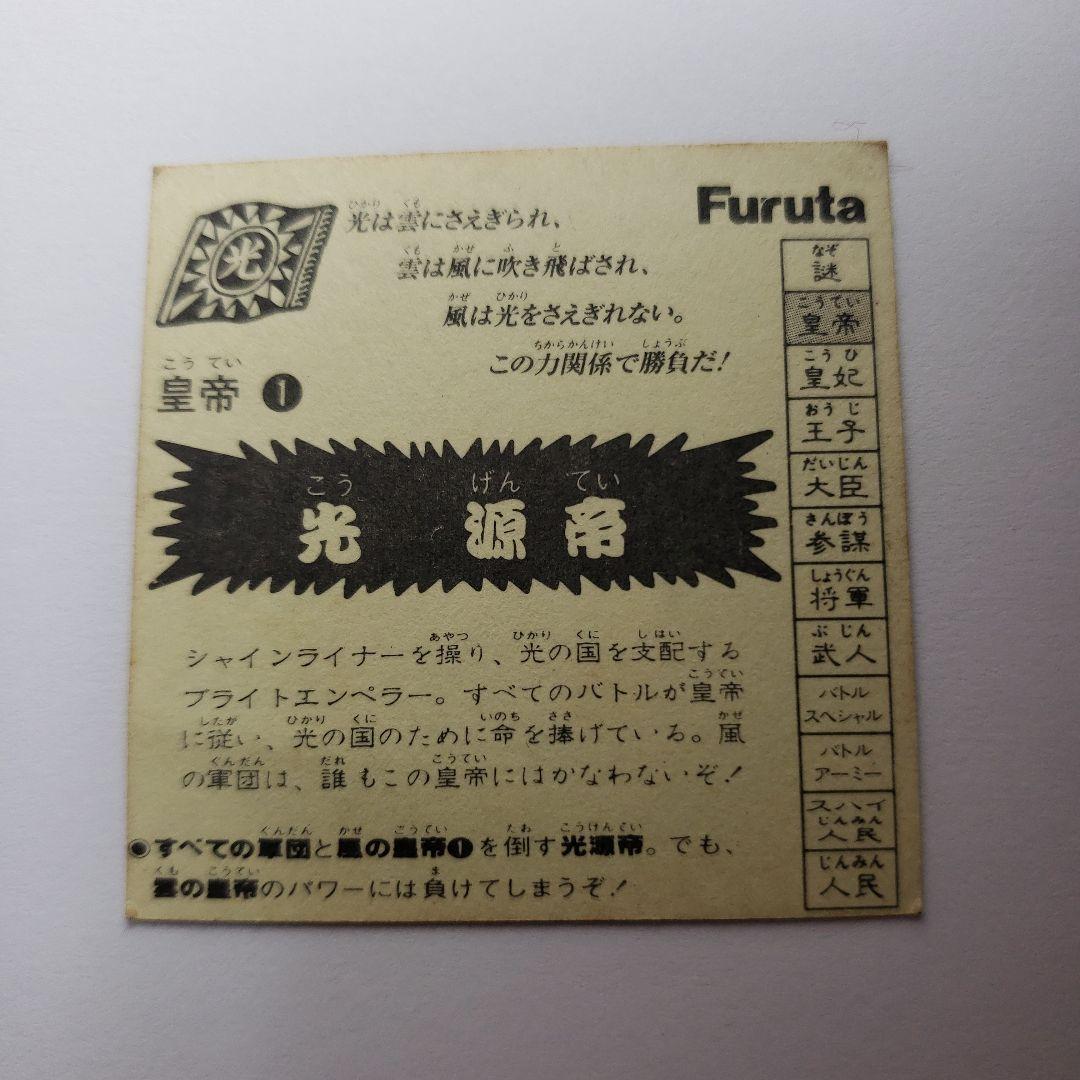 Furuta
光
光は雲にさえぎられ、
雲は風に吹き飛ばされ、
風は光をさえぎれない。
この力関係で勝負だ!
皇帝 ❶
光 源 帝
シャインライナーを操り、光の国を支配する
ブライトエンペラー。すべてのバトルが皇帝
に従い、光の国のために命を捧げている。風
の軍団は、誰もこの皇帝にはかなわないぞ!
◉すべての軍団と風の皇帝❶を倒す光源帝。でも、
雲の皇帝のパワーには負けてしまうぞ!
謎
皇帝
皇妃
王子
大臣
参謀
将軍
武人
バトル
スペシャル
バトル
アーミー
スパイ
人民
人民